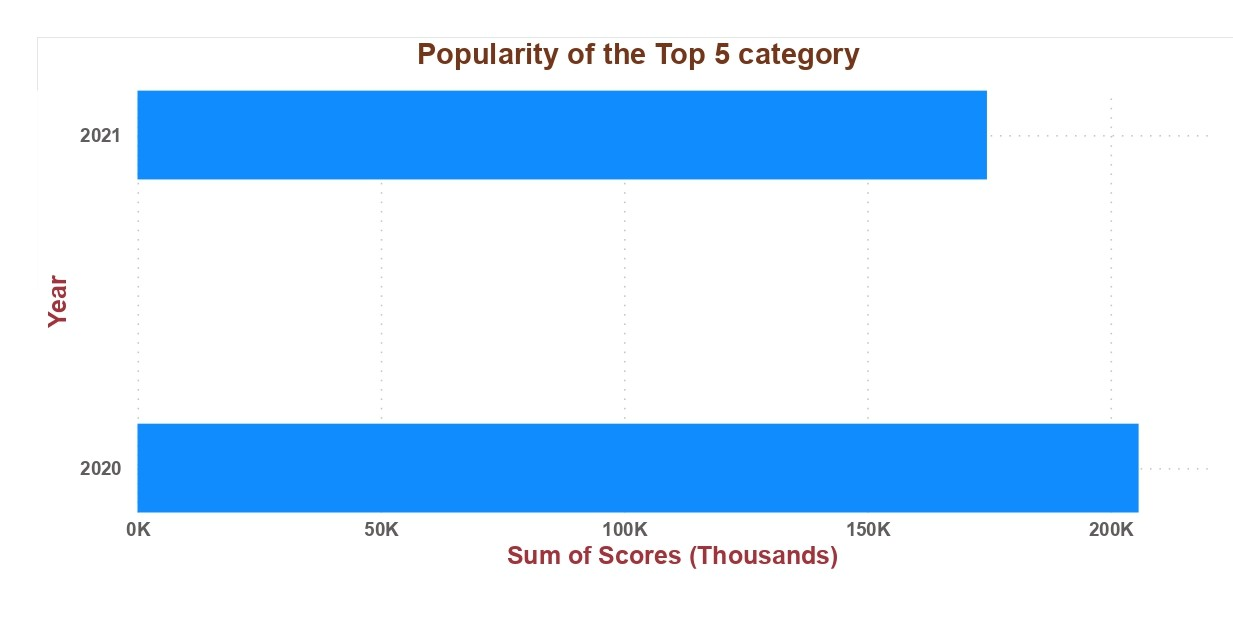 Popularity of the Top 5 category
2021
Year
2020
0K 50K 100K 150K 200K
Sum of Scores (Thousands)